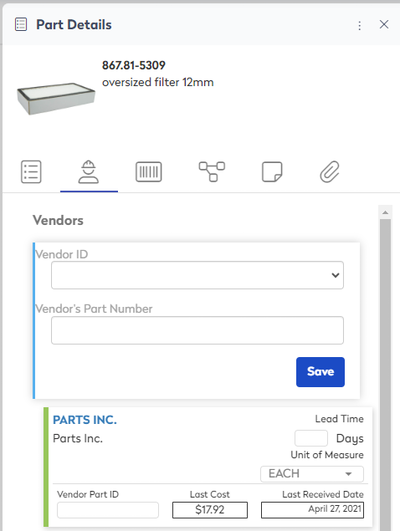 Part Details
867.81-5309
oversized filter 12mm
Vendors
Vendor ID
Vendor's Part Number
Save
PARTS INC.
Lead Time
Parts Inc.
Days
Unit of Measure
EACH
Vendor Part ID
Last Cost
Last Received Date
$17.92
April 27, 2021